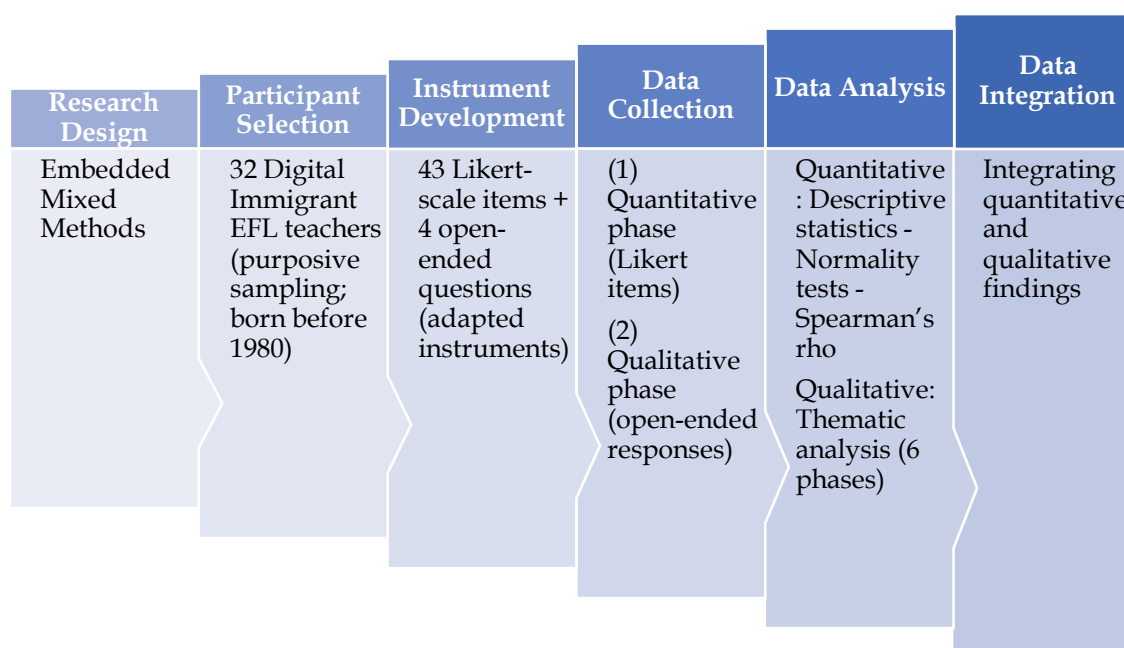 Research
Design
Embedded
Mixed
Methods
Participant
Selection
32 Digital
Immigrant
EFL teachers
(purposive
sampling;
born before
1980)
Instrument
Development
43 Likert-
scale items +
4 open-
ended
questions
(adapted
instruments)
Data
Collection
(1)
Quantitative
phase
(Likert
items)
(2)
Qualitative
phase
(open-ended
responses)
Data Analysis
Quantitative
: Descriptive
statistics -
Normality
tests -
Spearman’s
rho
Qualitative:
Thematic
analysis (6
phases)
Data
Integration
Integrating
quantitative
and
qualitative
findings